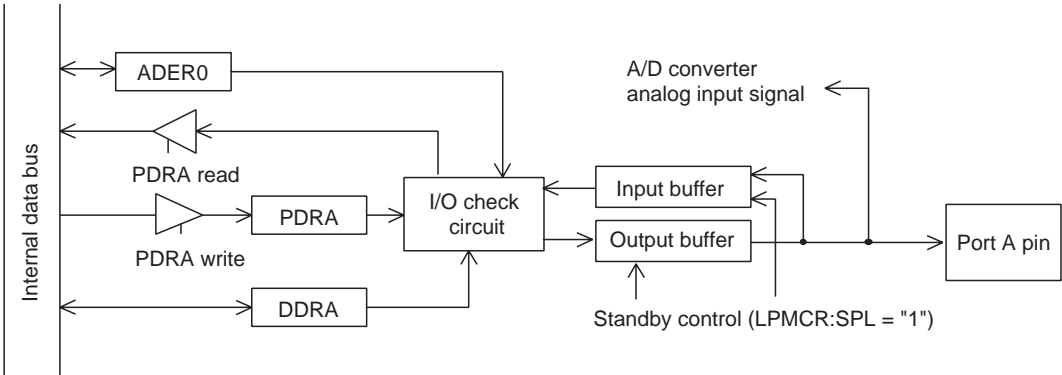 Internal data bus
ADER0
A/D converter
analog input signal
PDRA read
I/O check
circuit
Input buffer
PDRA
Output buffer
Port A pin
PDRA write
DDRA
Standby control (LPMCR:SPL = "1")